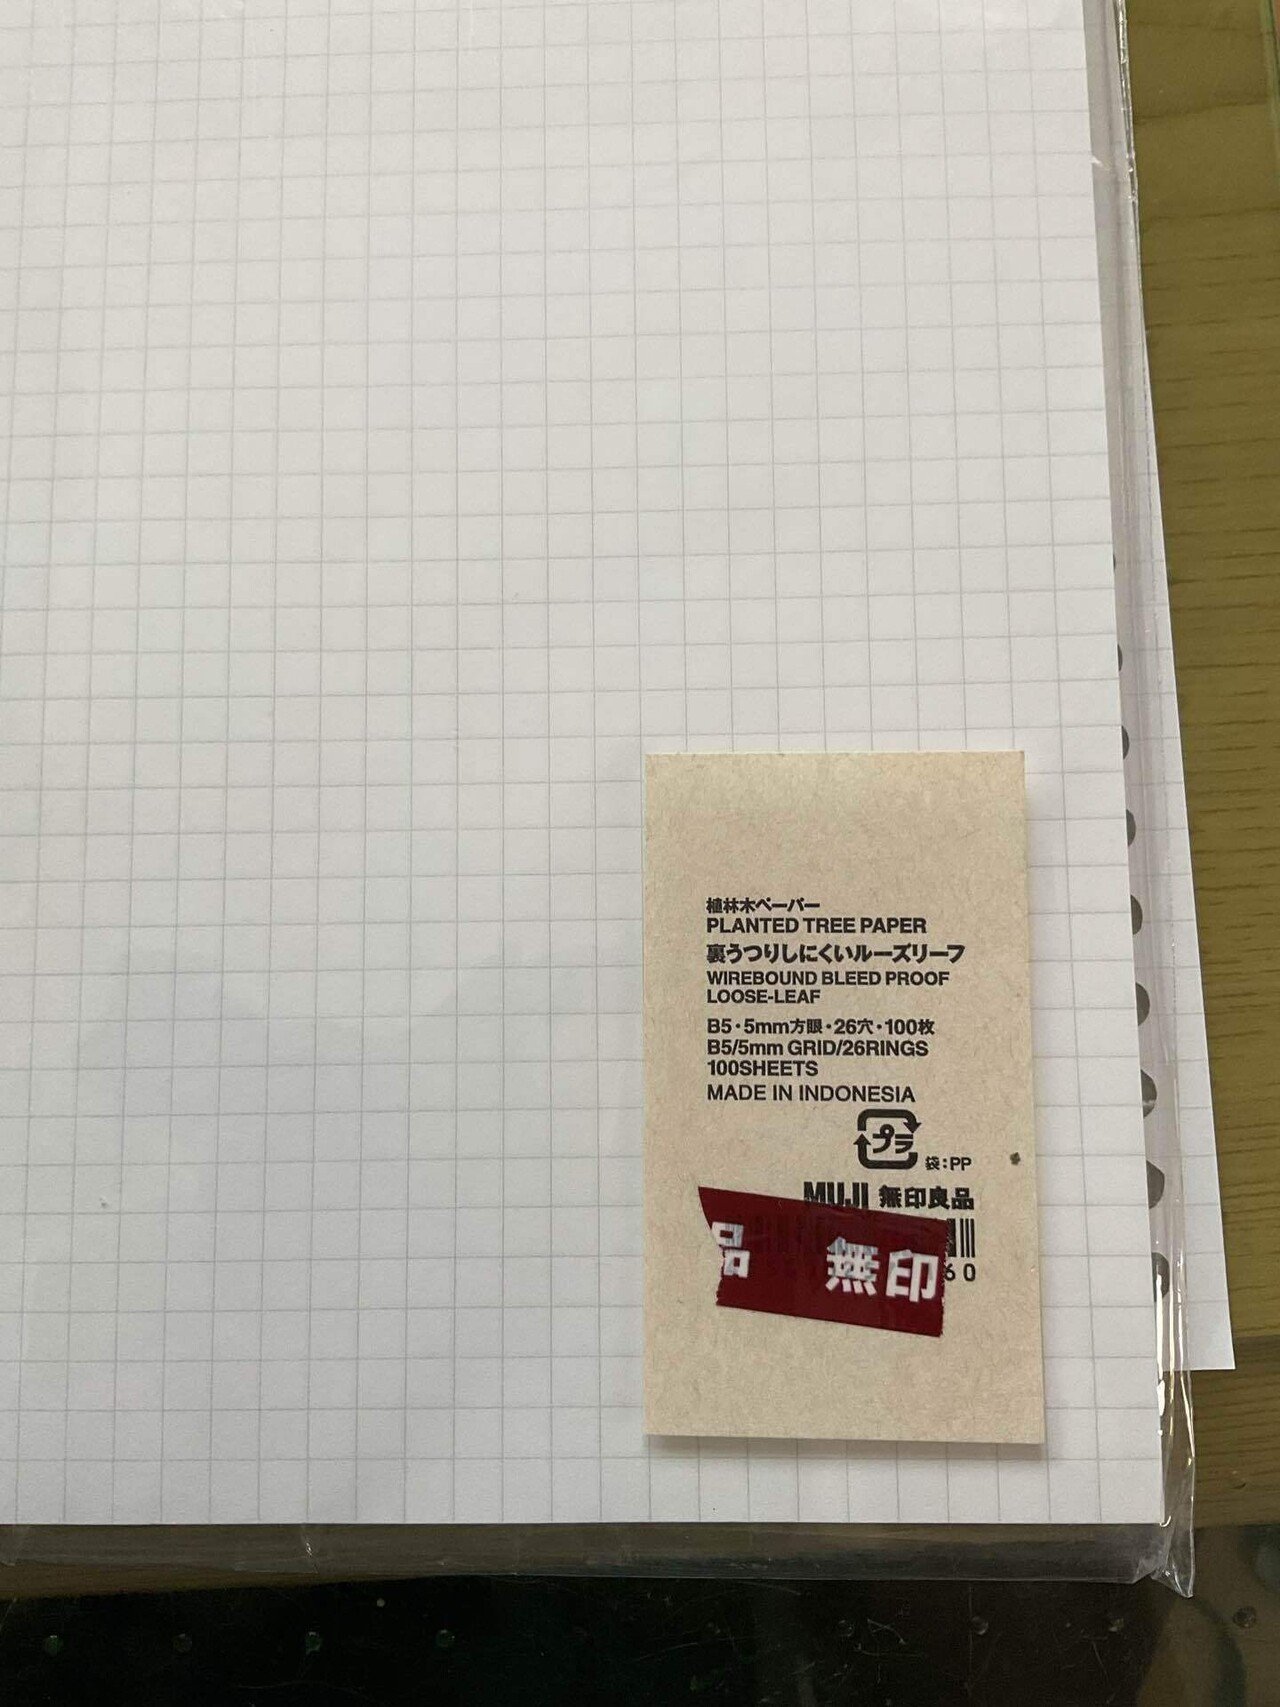 植林木ペーパー
PLANTED TREE PAPER
裏うつりしにくいルーズリーフ
WIREBOUND BLEED PROOF
LOOSE-LEAF
B5・5mm方眼・26穴・100枚
B5/5mm GRID/26RINGS
100SHEETS
MADE IN INDONESIA
プラ
袋:PP
MUJI 無印良品
品 無印
60